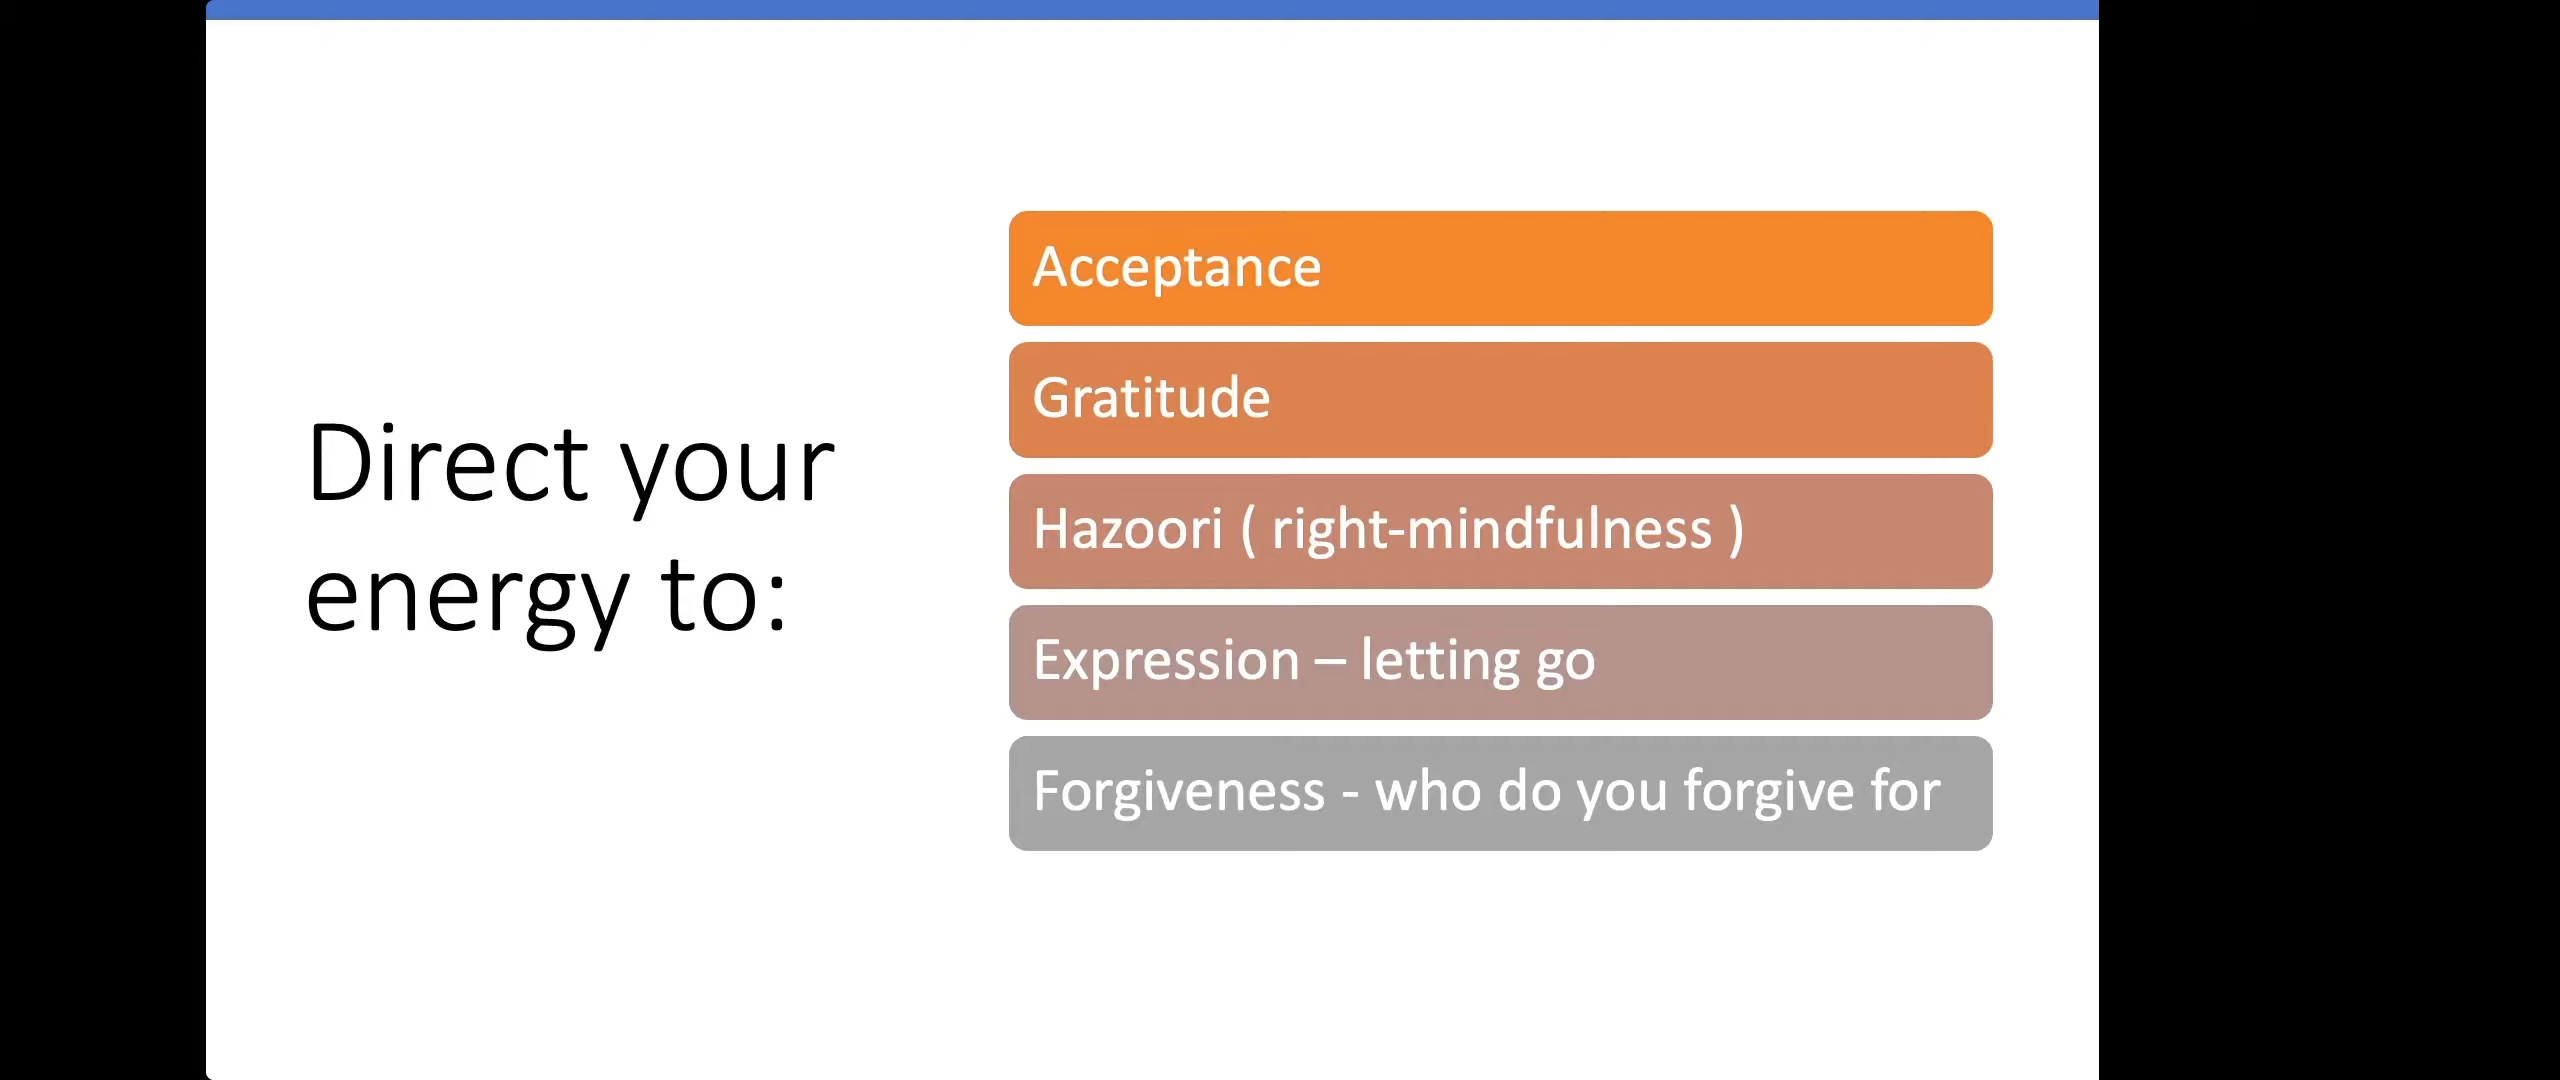 Direct your
energy to:
Acceptance
Gratitude
Hazoori ( right-mindfulness )
Expression – letting go
Forgiveness - who do you forgive for